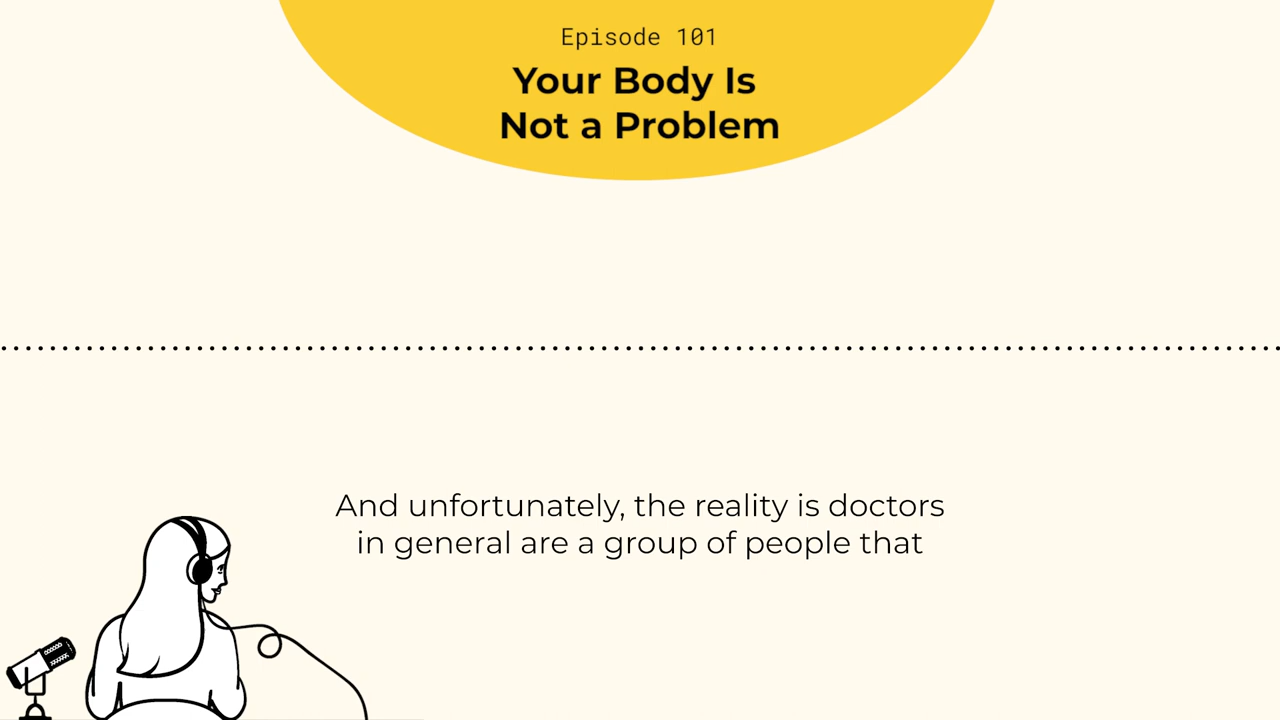 Episode 101
Your Body Is
Not a Problem
And unfortunately, the reality is doctors
in general are a group of people that